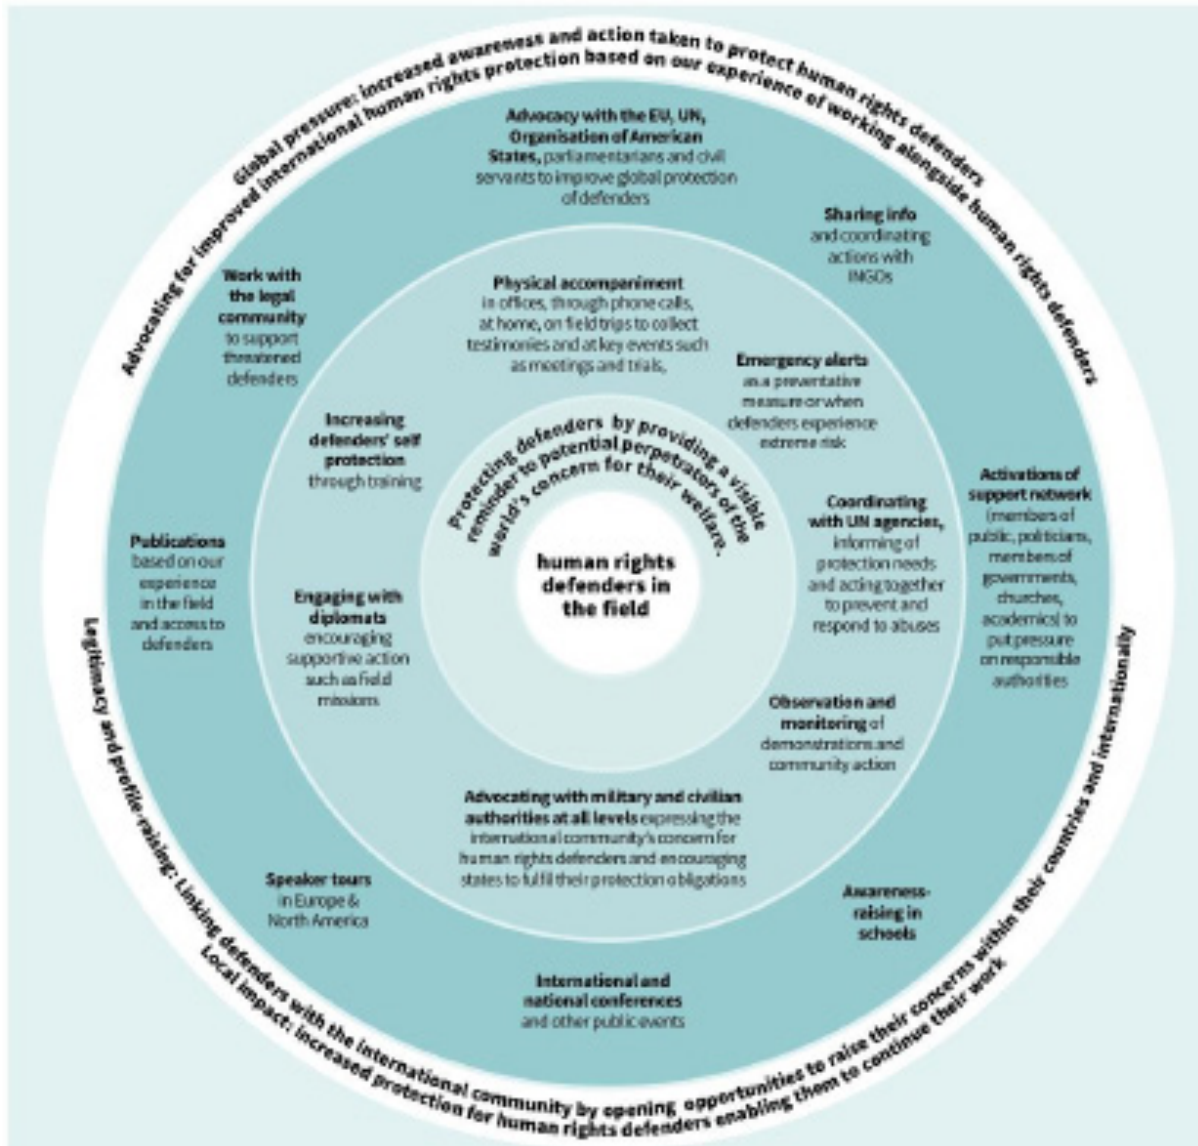 Global pressure: increased awareness and action taken to protect human rights defenders
Advocating for improved international human rights protection based on our experience of working alongside human rights defenders
Advocacy with the EU, UN,
Organisation of American
States, parliamentarians and civil
servants to improve global protection
of defenders
Sharing info
and coordinating
actions with
INGOs
Work with
the legal
community
to support
threatened
defenders
Physical accompaniment
in offices, through phone calls,
at home, on field trips to collect
testimonies and at key events such
as meetings and trials,
Emergency alerts
as a preventative
measure or when
defenders experience
extreme risk
Increasing
defenders' self
protection
through training
Protecting defenders by providing a visible
reminder to potential perpetrators of the
world's concern for their welfare.
human rights
defenders in
the field
Coordinating
with UN agencies,
informing of
protection needs
and acting together
to prevent and
respond to abuses
Activations of
support network
(members of
public, politicians,
members of
governments,
churches,
academics) to
put pressure
on responsible
authorities
Publications
based on our
experience
in the field
and access to
defenders
Engaging with
diplomats
encouraging
supportive action
such as field
missions
Observation and
monitoring of
demonstrations and
community action
Advocating with military and civilian
authorities at all levels expressing the
international community's concern for
human rights defenders and encouraging
states to fulfil their protection obligations
Speaker tours
in Europe &
North America
Awareness-
raising in
schools
International and
national conferences
and other public events
Legitimacy and profile-raising: Linking defenders with the international community by opening opportunities to raise their concerns within their countries and internationally
Local impact: increased protection for human rights defenders enabling them to continue their work